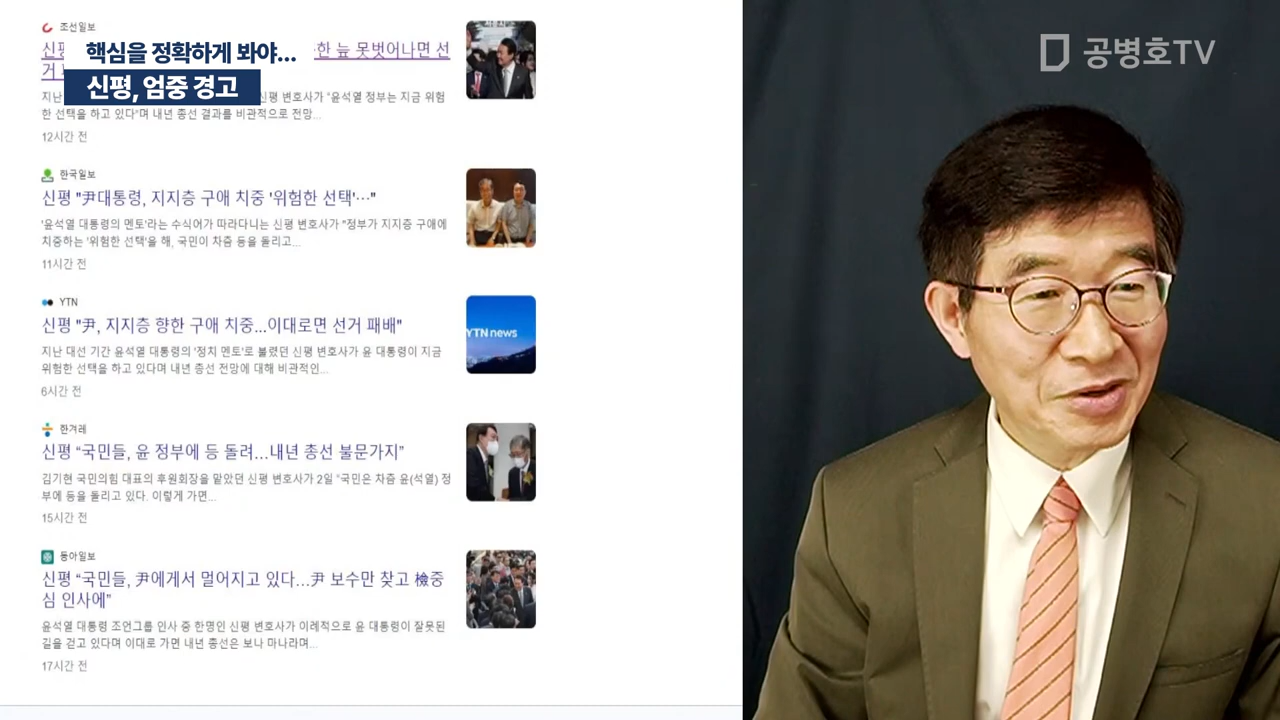 조선일보
신평
핵심을 정확하게 봐야...
한 늪 못벗어나면 선
거
신평, 엄중 경고
지난
신평 변호사가 "윤석열 정부는 지금 위험
한 선택을 하고 있다"며 내년 총선 결과를 비관적으로 전망...
12시간 전
한국일보
신평 "尹대통령, 지지층 구애 치중 '위험한 선택'…"
'윤석열 대통령의 멘토'라는 수식어가 따라다니는 신평 변호사가 "정부가 지지층 구애에
치중하는 '위험한 선택'을 해, 국민이 차츰 등을 돌리고...
11시간 전
YTN
신평 "尹, 지지층 향한 구애 치중...이대로면 선거 패배"
지난 대선 기간 윤석열 대통령의 '정치 멘토'로 불렸던 신평 변호사가 윤 대통령이 지금
위험한 선택을 하고 있다며 내년 총선 전망에 대해 비관적인...
6시간 전
YTN news
한겨레
신평 “국민들, 윤 정부에 등 돌려…내년 총선 불문가지”
김기현 국민의힘 대표의 후원회장을 맡았던 신평 변호사가 2일 “국민은 차츰 윤(석열) 정
부에 등을 돌리고 있다. 이렇게 가면...
15시간 전
동아일보
신평 “국민들, 尹에게서 멀어지고 있다…尹 보수만 찾고 檢중
심 인사에”
윤석열 대통령 조언그룹 인사 중 한명인 신평 변호사가 이례적으로 윤 대통령이 잘못된
길을 걷고 있다며 이대로 가면 내년 총선은 보나 마나라며...
17시간 전
공병호TV